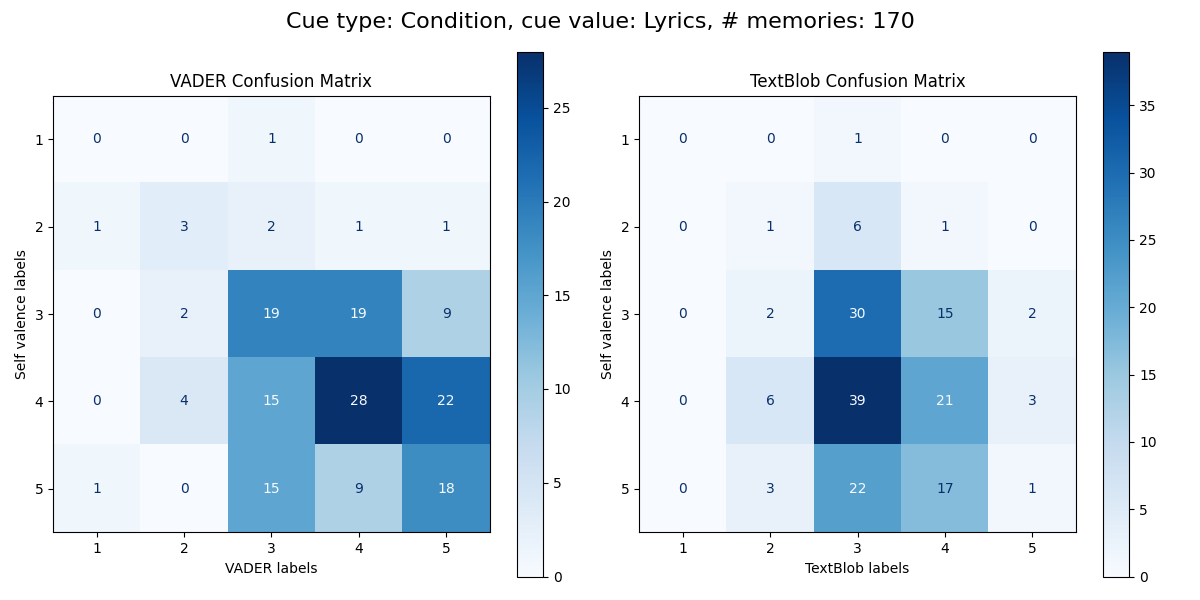 Cue type: Condition, cue value: Lyrics, # memories: 170
VADER Confusion Matrix
1 0 0 1 0 0
2 1 3 2 1 1
3 0 2 19 19 9
4 0 4 15 28 22
5 1 0 15 9 18
1 2 3 4 5
VADER labels
Self valence labels
25
20
15
10
5
0
TextBlob Confusion Matrix
1 0 0 1 0 0
2 0 1 6 1 0
3 0 2 30 15 2
4 0 6 39 21 3
5 0 3 22 17 1
1 2 3 4 5
TextBlob labels
Self valence labels
35
30
25
20
15
10
5
0